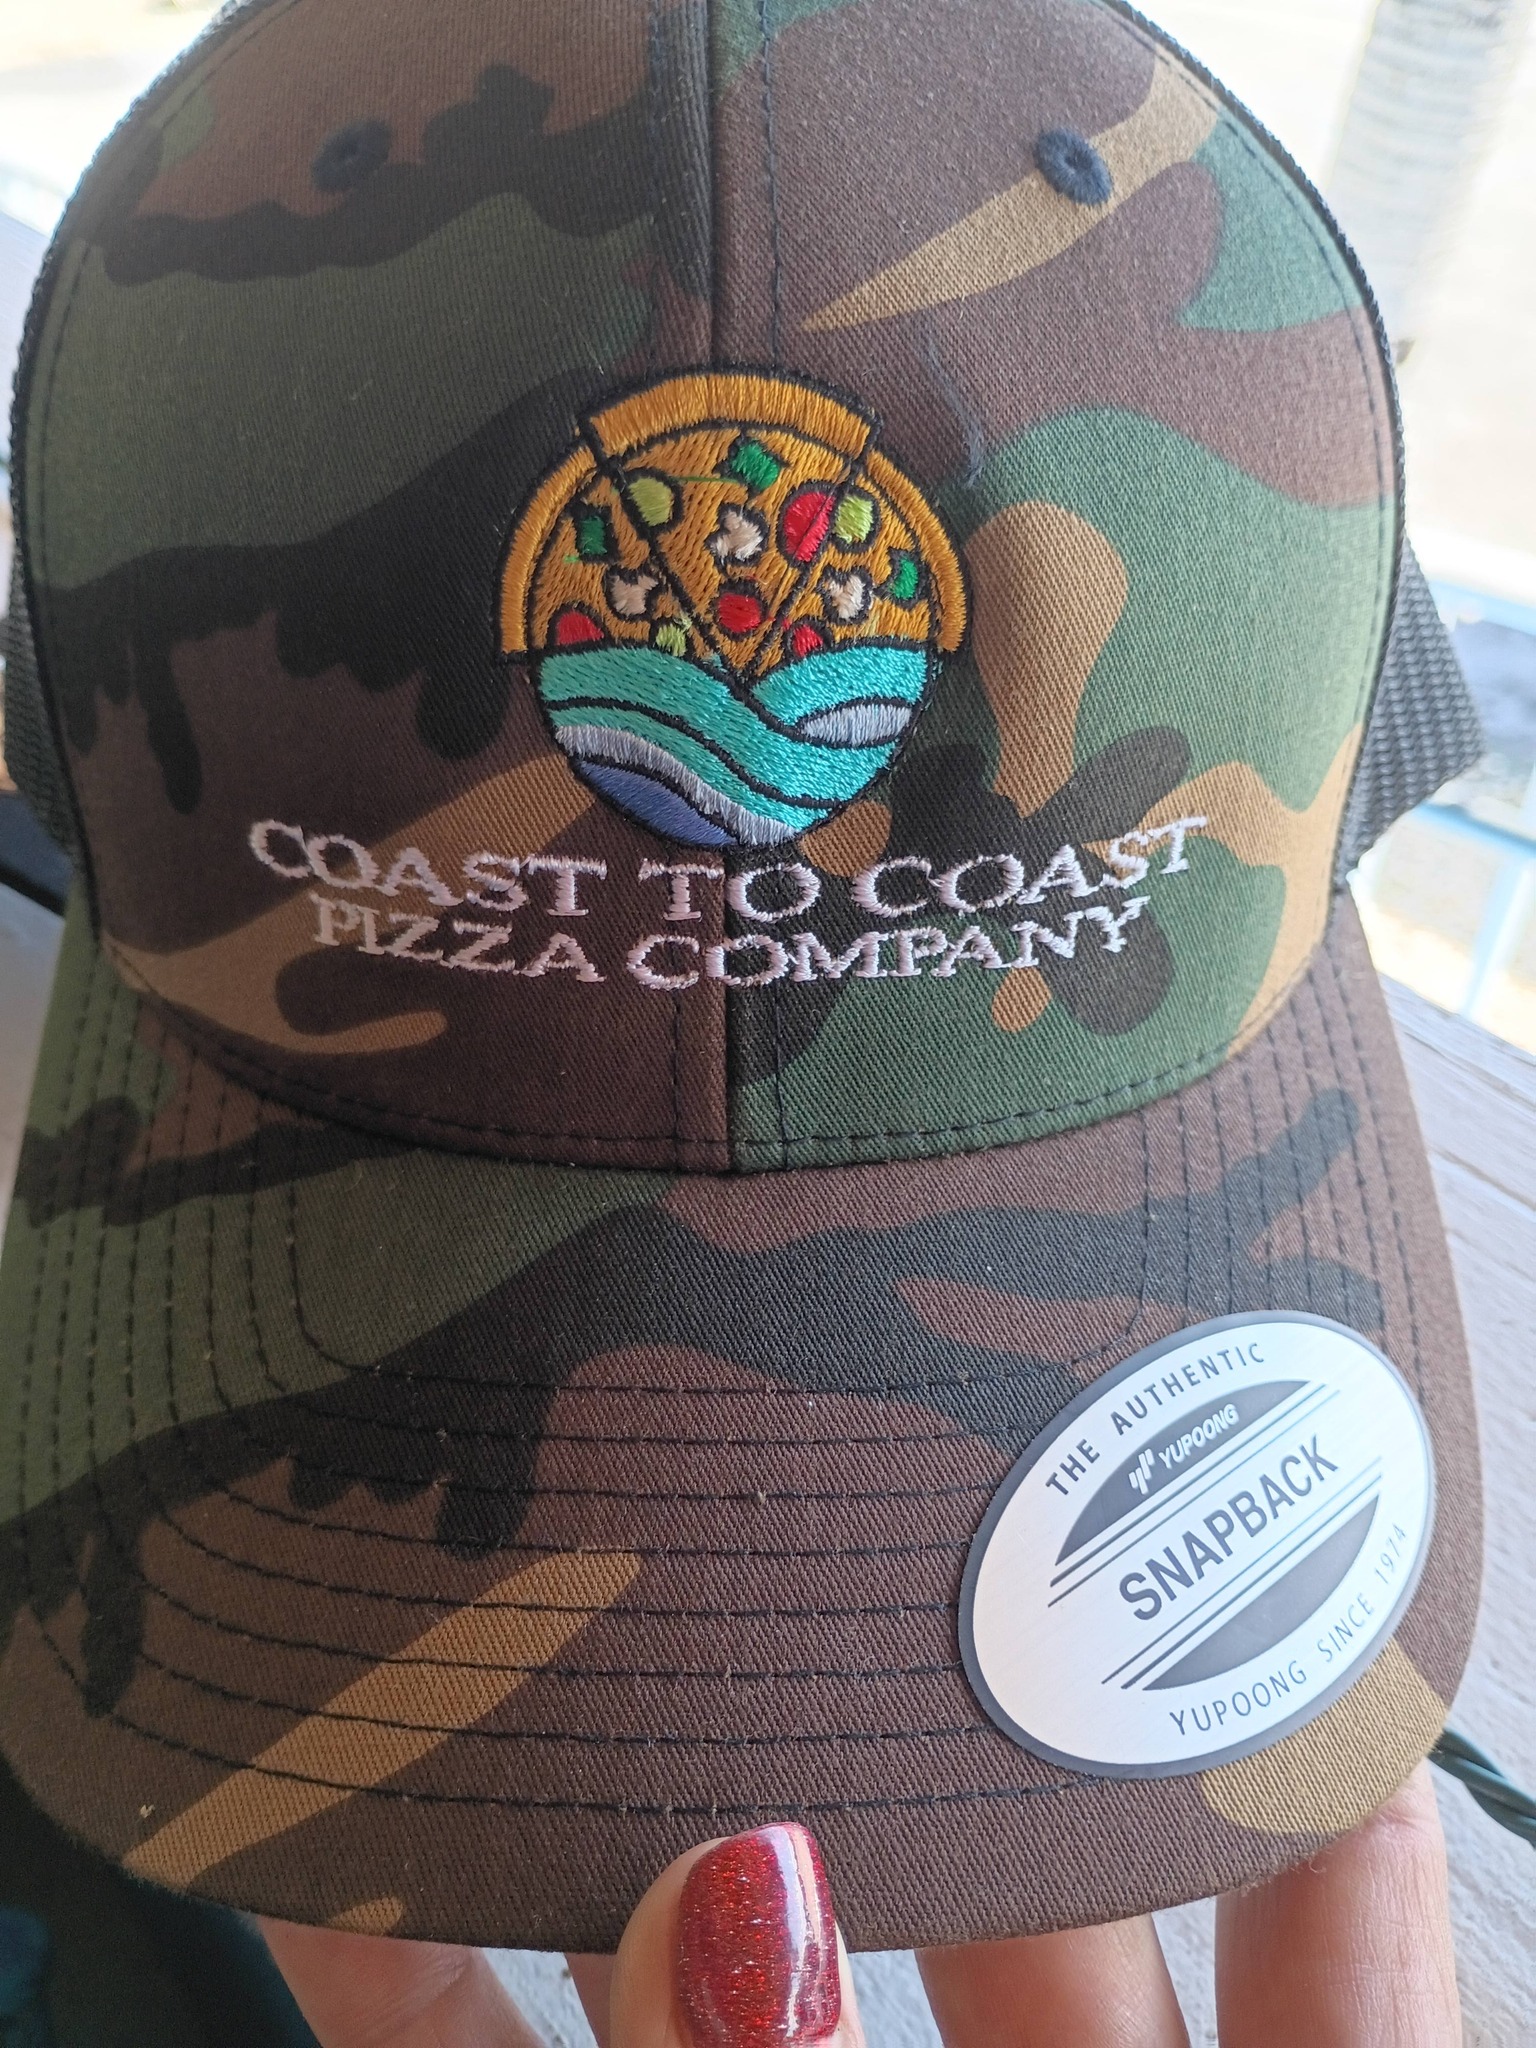 COAST TO COAST
PIZZA COMPANY
THE AUTHENTIC
YUPOONG
SNAPBACK
YUPOONG SINCE 1974